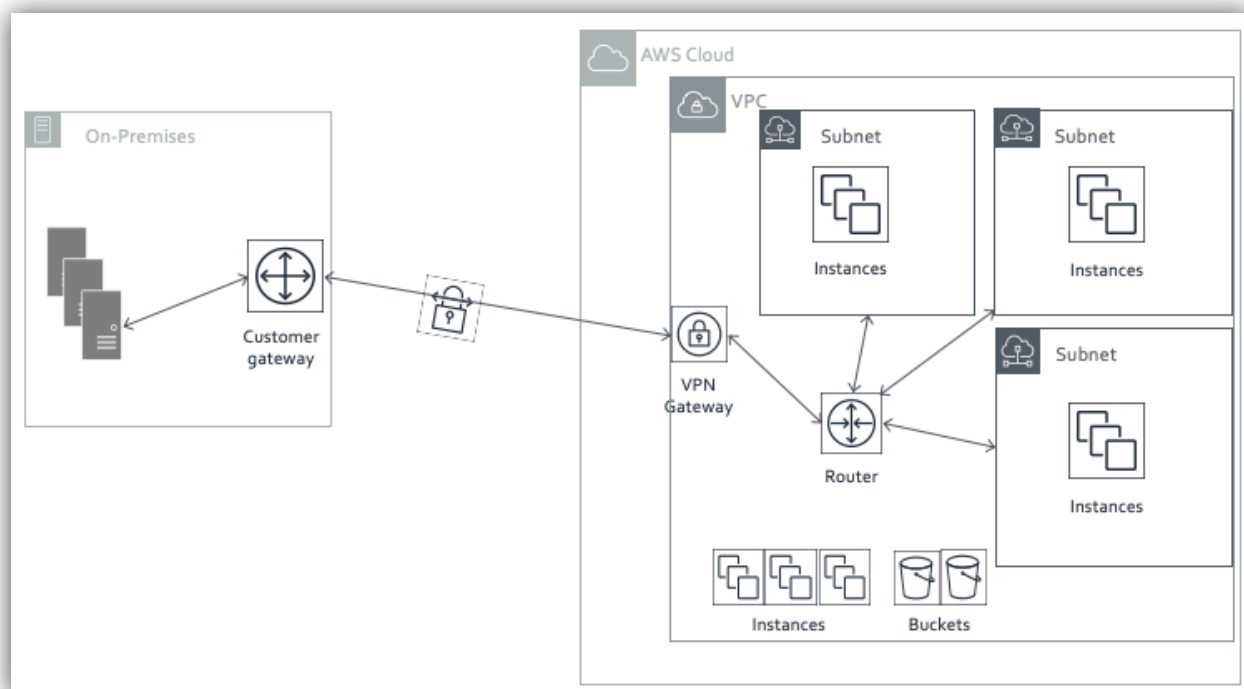 AWS Cloud
VPC
On-Premises
Subnet
Subnet
Instances
Instances
Customer
gateway
Subnet
VPN
Gateway
Router
Instances
Instances
Buckets